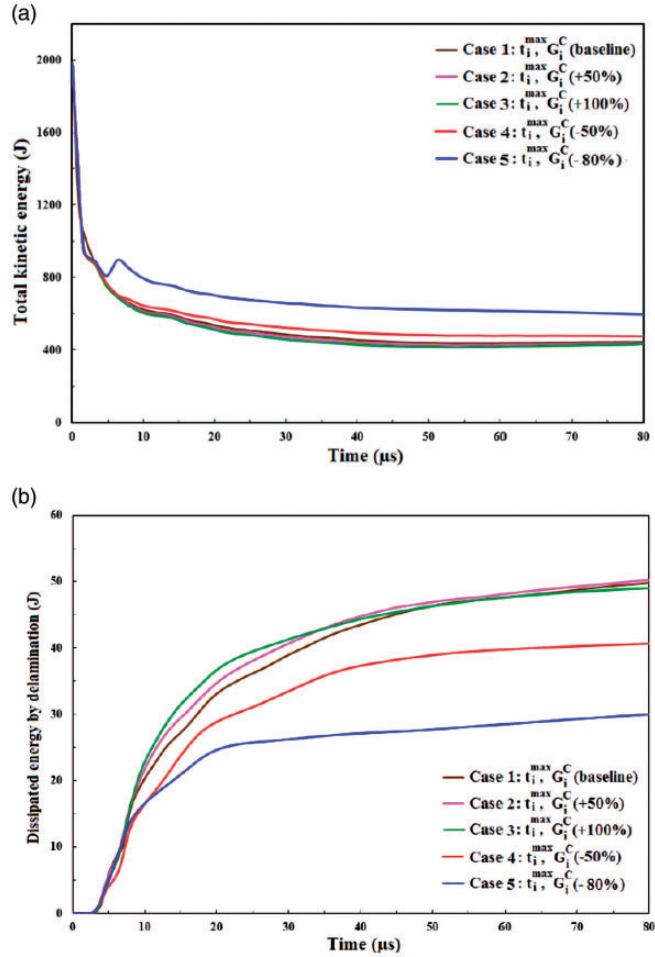 (a)
2000
1600
1200
800
400
0
Total kinetic energy (J)
Case 1: t_i^max, G_i^C (baseline)
Case 2: t_i^max, G_i^C (+50%)
Case 3: t_i^max, G_i^C (+100%)
Case 4: t_i^max, G_i^C (-50%)
Case 5: t_i^max, G_i^C (-80%)
0 10 20 30 40 50 60 70 80
Time (µs)
(b)
60
50
40
30
20
10
0
Dissipated energy by delamination (J)
Case 1: t_i^max, G_i^C (baseline)
Case 2: t_i^max, G_i^C (+50%)
Case 3: t_i^max, G_i^C (+100%)
Case 4: t_i^max, G_i^C (-50%)
Case 5: t_i^max, G_i^C (-80%)
0 10 20 30 40 50 60 70 80
Time (µs)